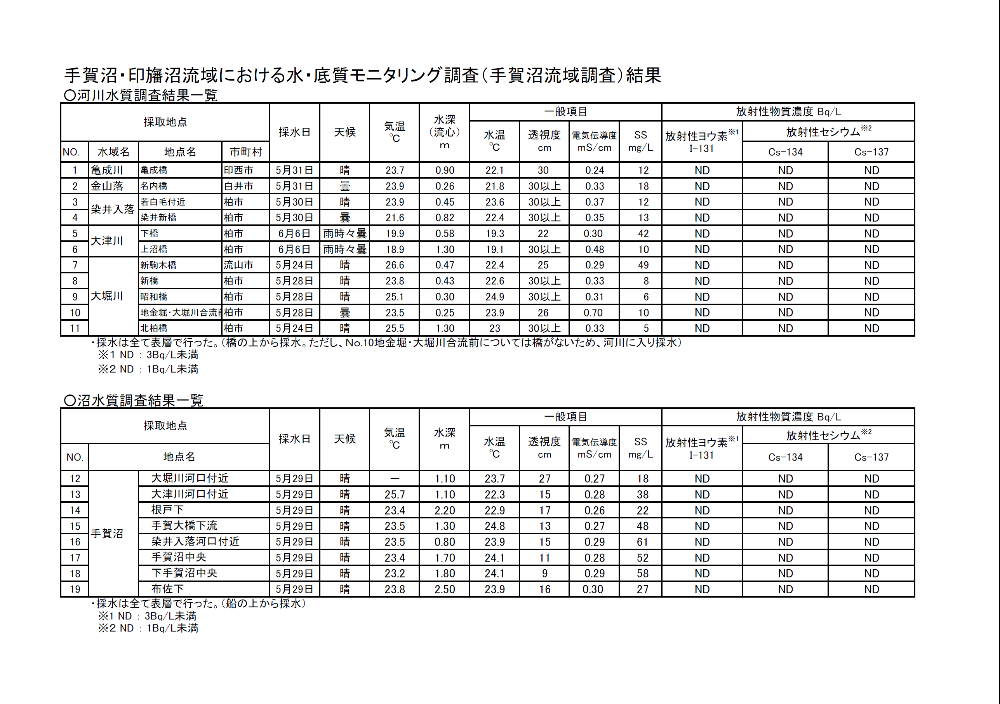 手賀沼・印旛沼流域における水・底質モニタリング調査（手賀沼流域調査）結果
〇河川水質調査結果一覧
採取地点 採水日 天候 気温 ℃ 水深 （流心） m 一般項目 放射性物質濃度 Bq/L
水温 ℃ 透視度 cm 電気伝導度 mS/cm SS mg/L 放射性ヨウ素※1 I-131 放射性セシウム※2
NO. 水域名 地点名 市町村 Cs-134 Cs-137
1 亀成川 亀成橋 印西市 5月31日 晴 23.7 0.90 22.1 30 0.24 12 ND ND ND
2 金山落 名内橋 白井市 5月31日 曇 23.9 0.26 21.8 30以上 0.33 18 ND ND ND
3 染井入落 若白毛付近 柏市 5月30日 晴 23.9 0.45 23.6 30以上 0.37 12 ND ND ND
4 染井新橋 柏市 5月30日 曇 21.6 0.82 22.4 30以上 0.35 13 ND ND ND
5 大津川 下橋 柏市 6月6日 雨時々曇 19.9 0.58 19.3 22 0.30 42 ND ND ND
6 上沼橋 柏市 6月6日 雨時々曇 18.9 1.30 19.1 30以上 0.48 10 ND ND ND
7 大堀川 新駒木橋 流山市 5月24日 晴 26.6 0.47 22.4 25 0.29 49 ND ND ND
8 新橋 柏市 5月28日 晴 23.8 0.43 22.6 30以上 0.33 8 ND ND ND
9 昭和橋 柏市 5月28日 晴 25.1 0.30 24.9 30以上 0.31 6 ND ND ND
10 地金堀・大堀川合流前 柏市 5月28日 曇 23.5 0.25 23.9 26 0.70 10 ND ND ND
11 北柏橋 柏市 5月24日 晴 25.5 1.30 23 30以上 0.33 5 ND ND ND
・採水は全て表層で行った。（橋の上から採水。ただし、No.10地金堀・大堀川合流前については橋がないため、河川に入り採水）
※1 ND : 3Bq/L未満
※2 ND : 1Bq/L未満
〇沼水質調査結果一覧
採取地点 採水日 天候 気温 ℃ 水深 m 一般項目 放射性物質濃度 Bq/L
水温 ℃ 透視度 cm 電気伝導度 mS/cm SS mg/L 放射性ヨウ素※1 I-131 放射性セシウム※2
NO. 地点名 Cs-134 Cs-137
12 手賀沼 大堀川河口付近 5月29日 晴 ー 1.10 23.7 27 0.27 18 ND ND ND
13 大津川河口付近 5月29日 晴 25.7 1.10 22.3 15 0.28 38 ND ND ND
14 根戸下 5月29日 晴 23.4 2.20 22.9 17 0.26 22 ND ND ND
15 手賀大橋下流 5月29日 晴 23.5 1.30 24.8 13 0.27 48 ND ND ND
16 染井入落河口付近 5月29日 晴 23.5 0.80 23.9 15 0.29 61 ND ND ND
17 手賀沼中央 5月29日 晴 23.4 1.70 24.1 11 0.28 52 ND ND ND
18 下手賀沼中央 5月29日 晴 23.2 1.80 24.1 9 0.29 58 ND ND ND
19 布佐下 5月29日 晴 23.8 2.50 23.9 16 0.30 27 ND ND ND
・採水は全て表層で行った。（船の上から採水）
※1 ND : 3Bq/L未満
※2 ND : 1Bq/L未満